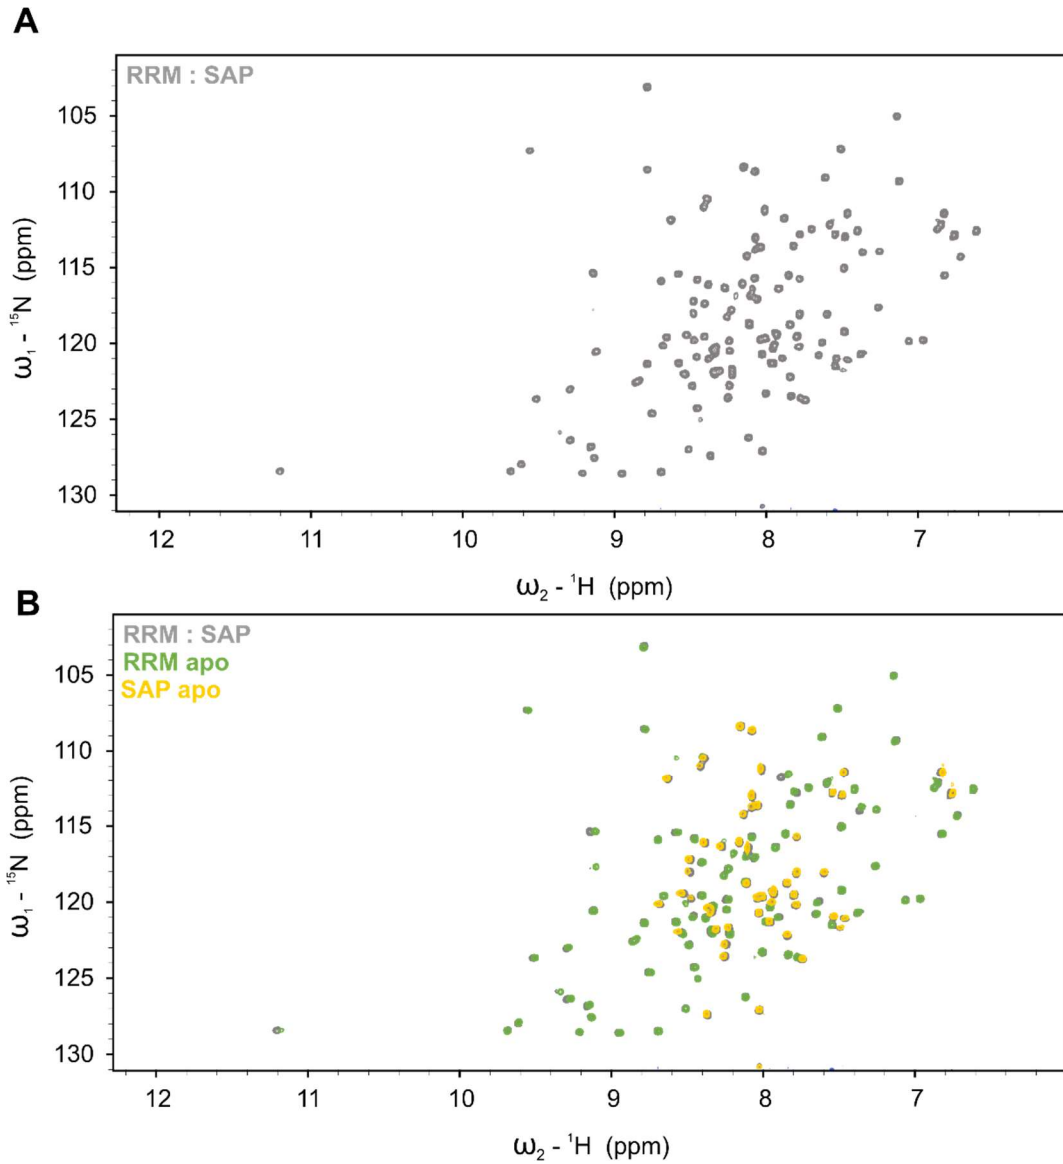 A
RRM : SAP
105
110
115
120
125
130
ω1 - 15N (ppm)
12 11 10 9 8 7
ω2 - 1H (ppm)
B
RRM : SAP
RRM apo
SAP apo
105
110
115
120
125
130
ω1 - 15N (ppm)
12 11 10 9 8 7
ω2 - 1H (ppm)